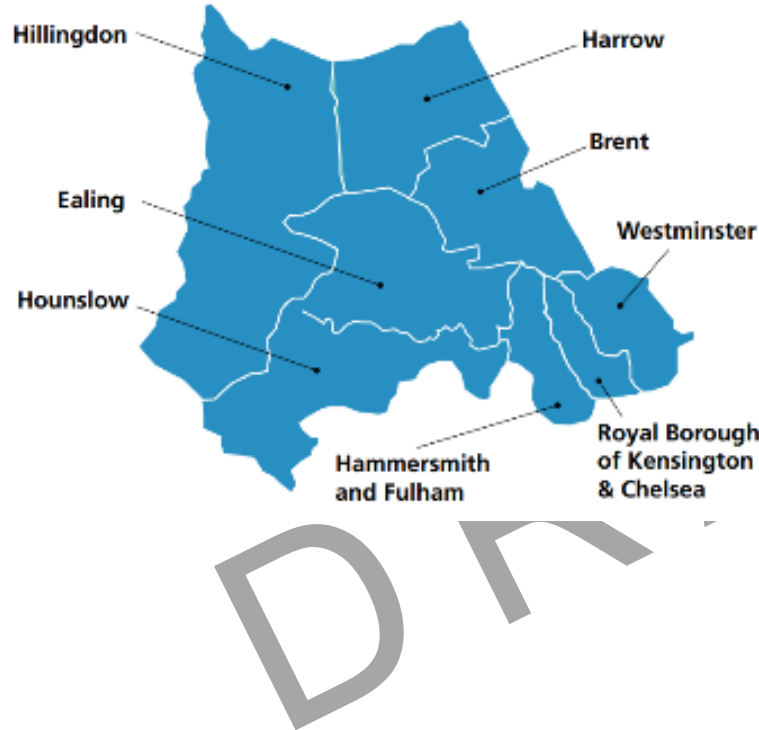 Hillingdon
Harrow
Brent
Ealing
Westminster
Hounslow
Royal Borough
of Kensington
& Chelsea
Hammersmith
and Fulham
D R